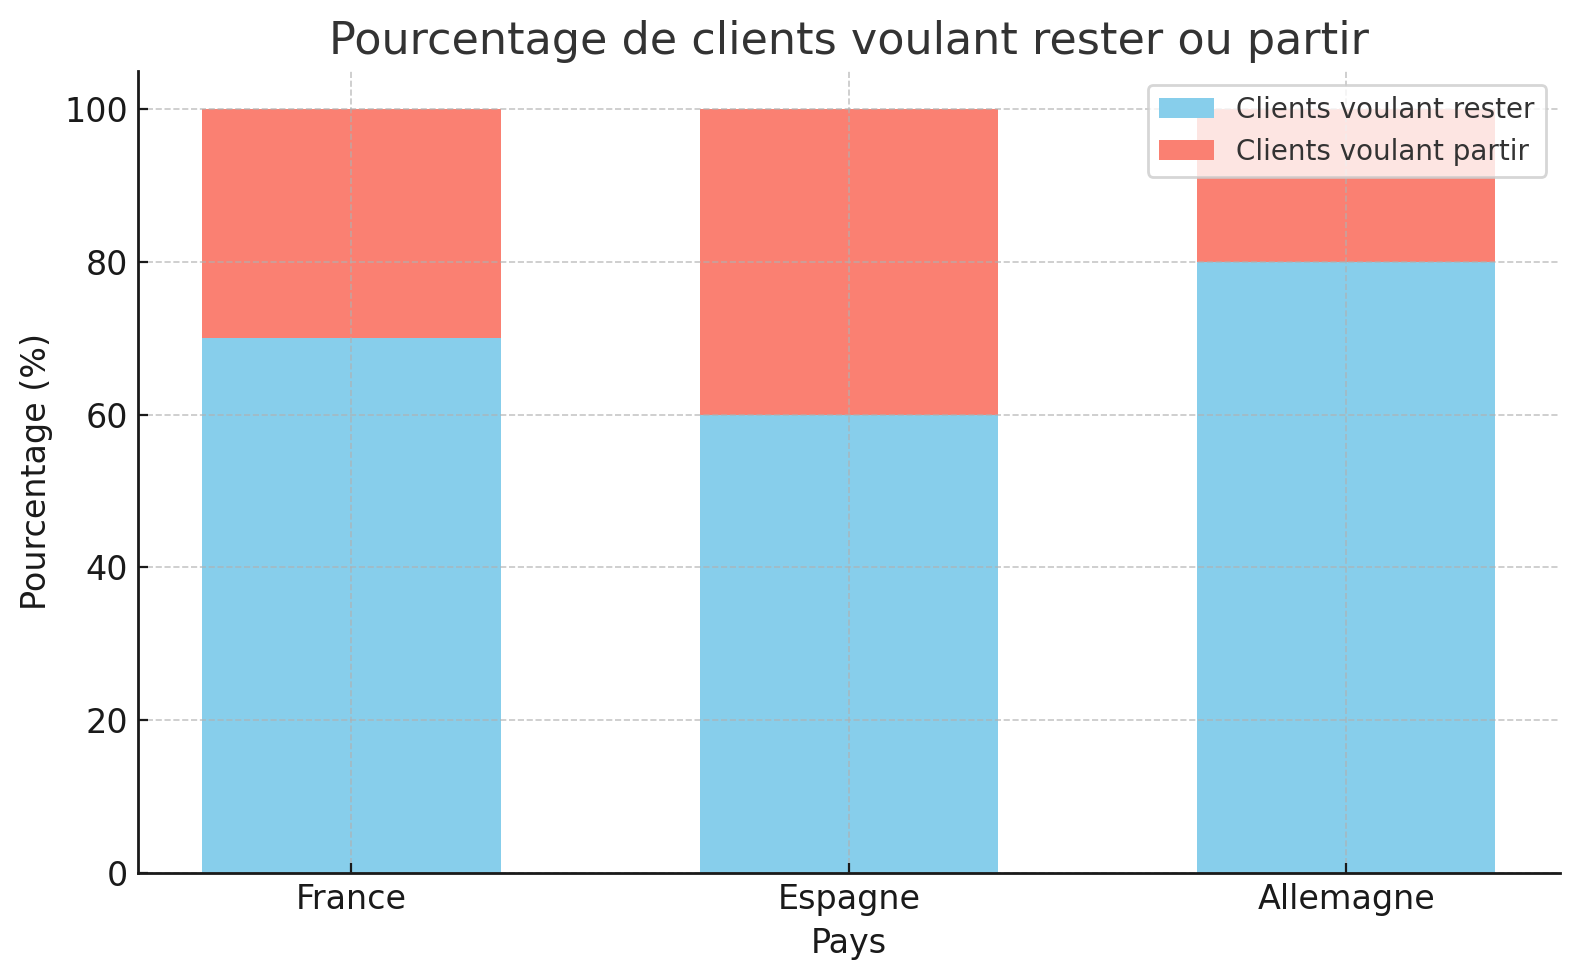 Pourcentage de clients voulant rester ou partir
Clients voulant rester
Clients voulant partir
Pourcentage (%)
100
80
60
40
20
0
France
Espagne
Allemagne
Pays